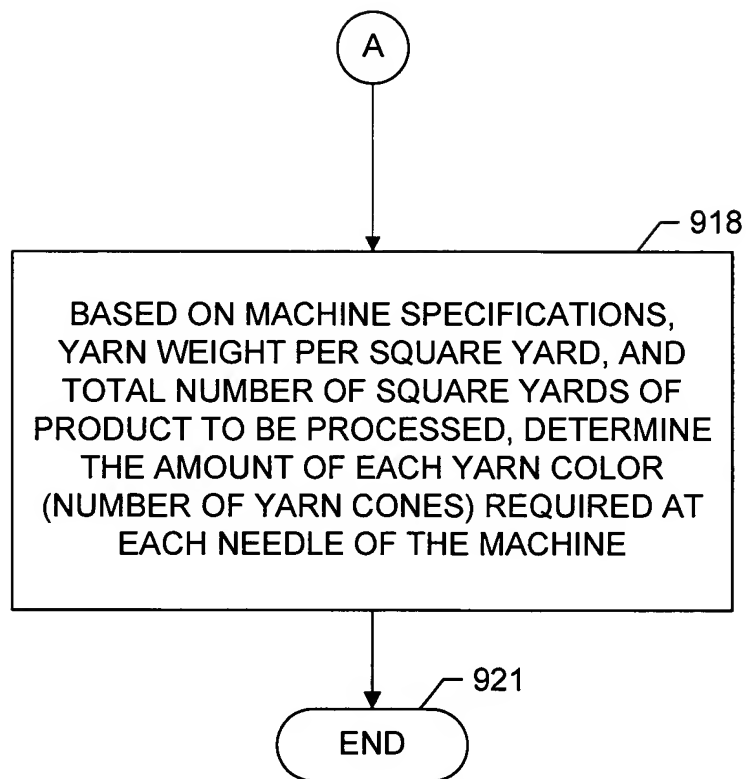 A
918
BASED ON MACHINE SPECIFICATIONS,
YARN WEIGHT PER SQUARE YARD, AND
TOTAL NUMBER OF SQUARE YARDS OF
PRODUCT TO BE PROCESSED, DETERMINE
THE AMOUNT OF EACH YARN COLOR
(NUMBER OF YARN CONES) REQUIRED AT
EACH NEEDLE OF THE MACHINE
921
END